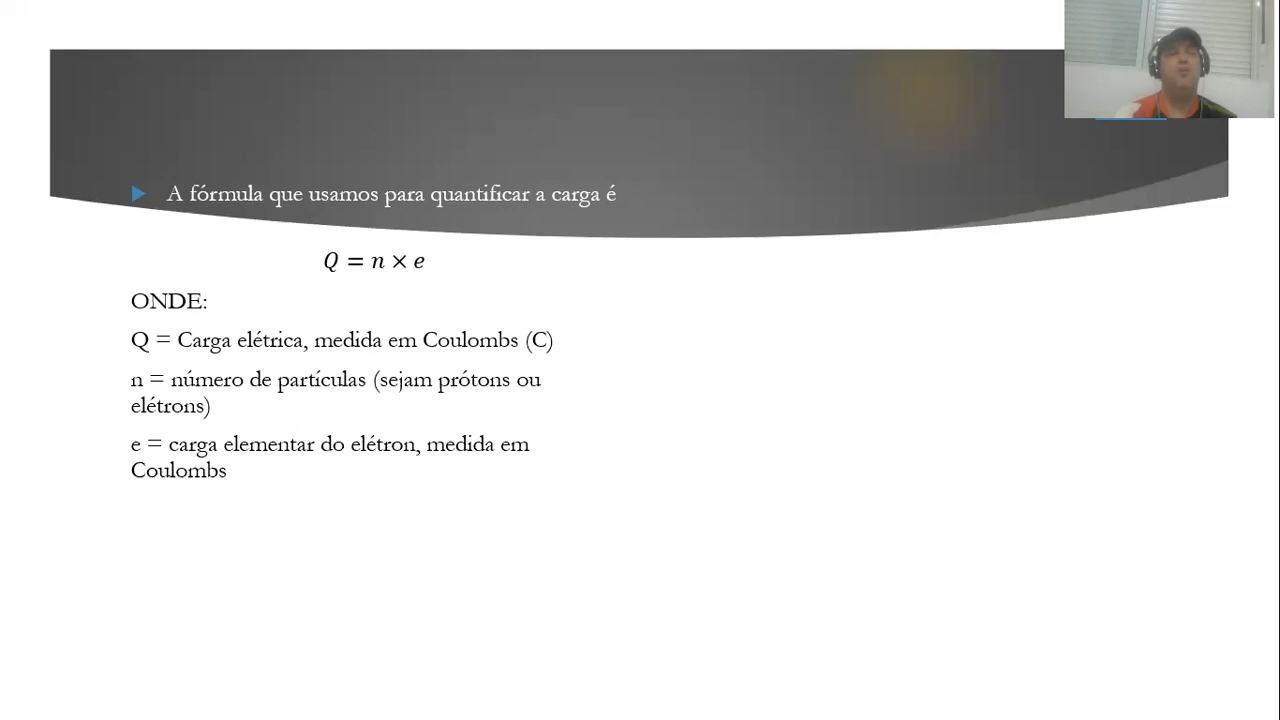 A fórmula que usamos para quantificar a carga é
Q = n × e
ONDE:
Q = Carga elétrica, medida em Coulombs (C)
n = número de partículas (sejam prótons ou
elétrons)
e = carga elementar do elétron, medida em
Coulombs